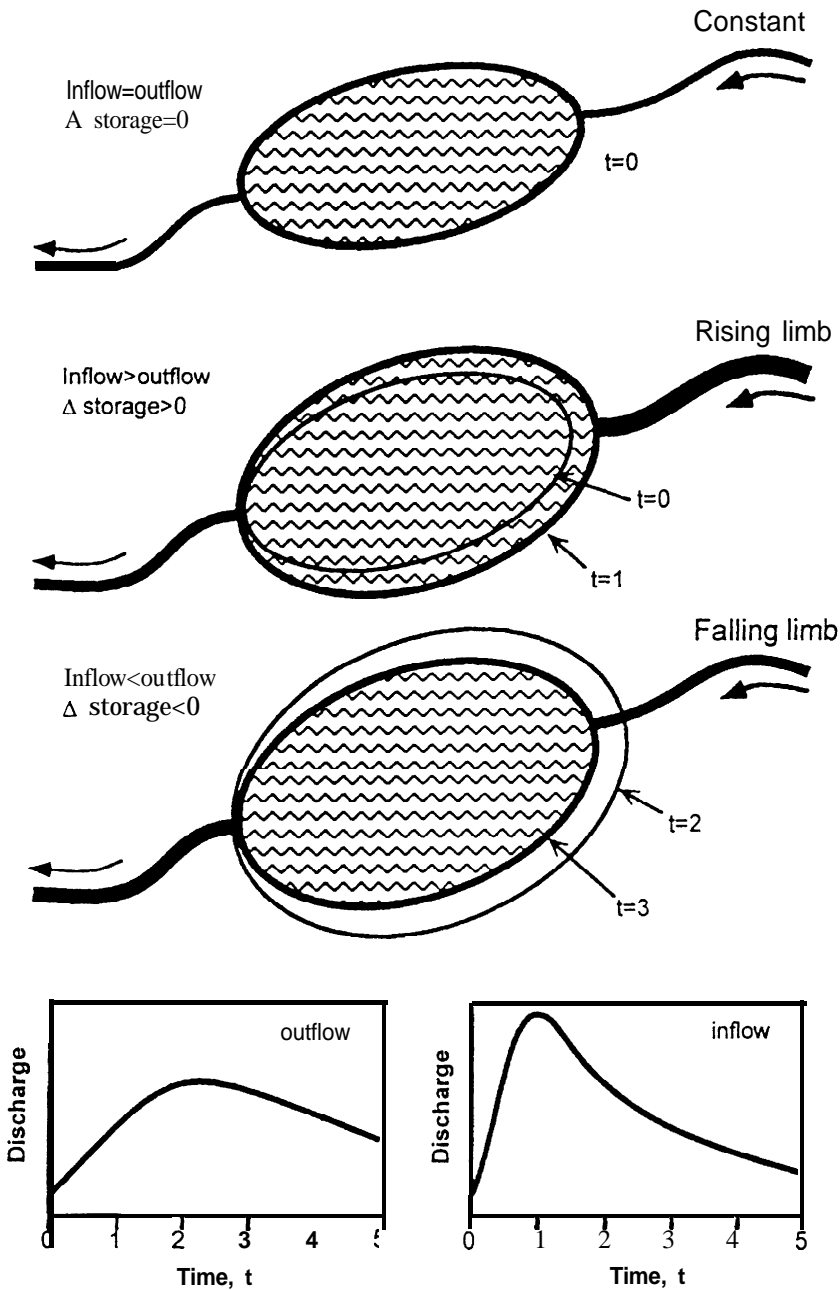 Constant
Inflow=outflow
A storage=0
t=0
Rising limb
Inflow>outflow
Δ storage>0
t=0
t=1
Falling limb
Inflow<outflow
Δ storage<0
t=2
t=3
outflow
Discharge
0 1 2 3 4 5
Time, t
inflow
Discharge
0 1 2 3 4 5
Time, t